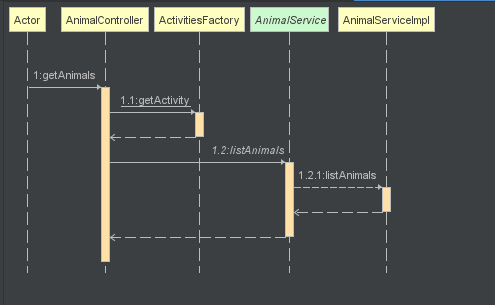 Actor AnimalController ActivitiesFactory AnimalService AnimalServiceImpl
1:getAnimals
1.1:getActivity
1.2:listAnimals
1.2.1:listAnimals